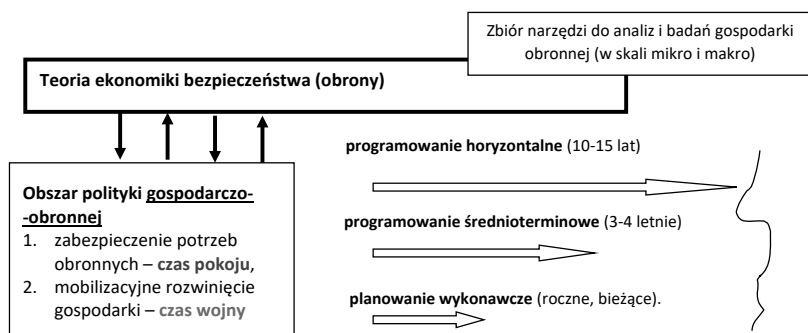 Zbiór narzędzi do analiz i badań gospodarki
obronnej (w skali mikro i makro)
Teoria ekonomiki bezpieczeństwa (obrony)
programowanie horyzontalne (10-15 lat)
Obszar polityki gospodarczo-
-obronnej
1. zabezpieczenie potrzeb
obronnych – czas pokoju,
2. mobilizacyjne rozwinięcie
gospodarki – czas wojny
programowanie średnioterminowe (3-4 letnie)
planowanie wykonawcze (roczne, bieżące).